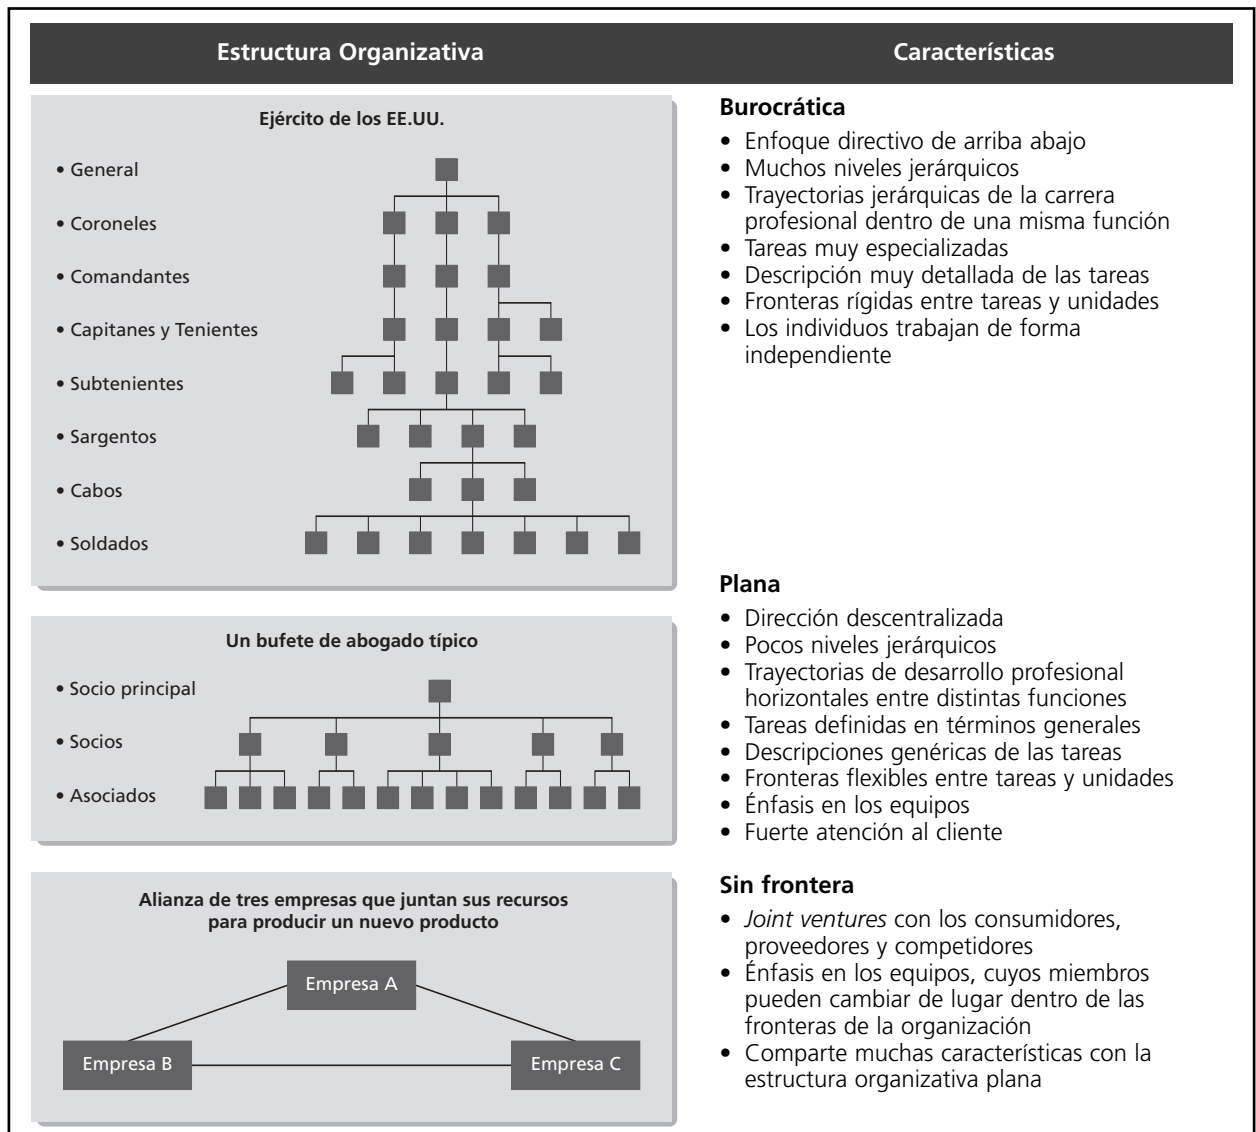 Estructura Organizativa
Características
Ejército de los EE.UU.
• General
• Coroneles
• Comandantes
• Capitanes y Tenientes
• Subtenientes
• Sargentos
• Cabos
• Soldados
Burocrática
• Enfoque directivo de arriba abajo
• Muchos niveles jerárquicos
• Trayectorias jerárquicas de la carrera
profesional dentro de una misma función
• Tareas muy especializadas
• Descripción muy detallada de las tareas
• Fronteras rígidas entre tareas y unidades
• Los individuos trabajan de forma
independiente
Un bufete de abogado típico
• Socio principal
• Socios
• Asociados
Plana
• Dirección descentralizada
• Pocos niveles jerárquicos
• Trayectorias de desarrollo profesional
horizontales entre distintas funciones
• Tareas definidas en términos generales
• Descripciones genéricas de las tareas
• Fronteras flexibles entre tareas y unidades
• Énfasis en los equipos
• Fuerte atención al cliente
Alianza de tres empresas que juntan sus recursos
para producir un nuevo producto
Empresa A
Empresa B
Empresa C
Sin frontera
• Joint ventures con los consumidores,
proveedores y competidores
• Énfasis en los equipos, cuyos miembros
pueden cambiar de lugar dentro de las
fronteras de la organización
• Comparte muchas características con la
estructura organizativa plana